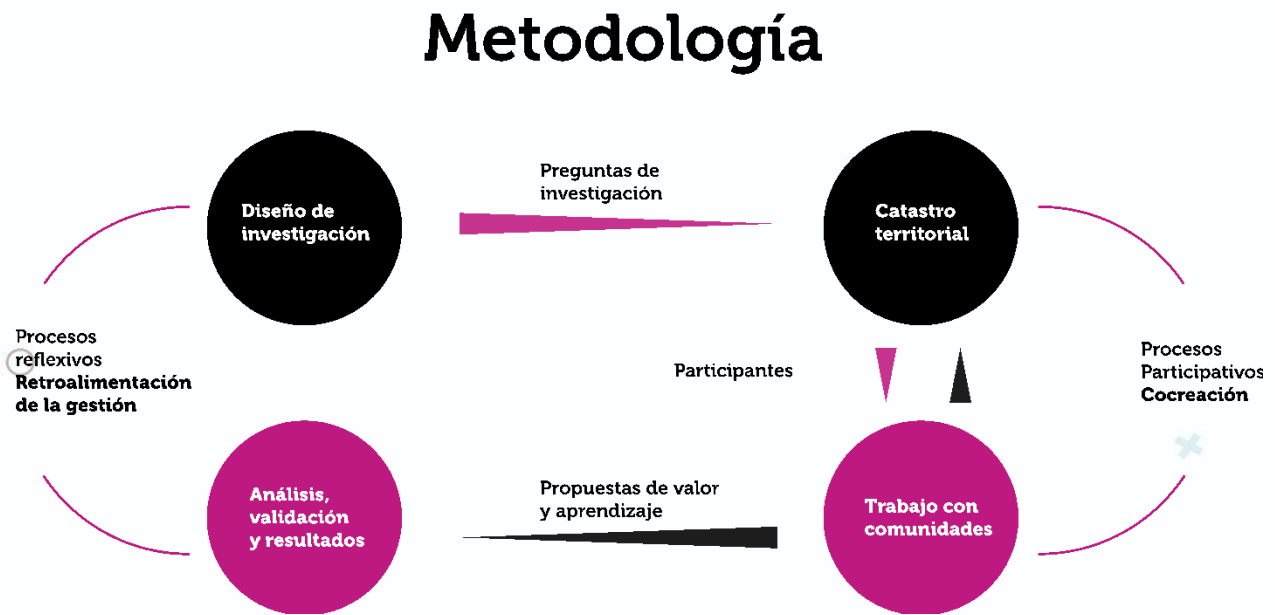 Metodología
Preguntas de
investigación
Diseño de
investigación
Catastro
territorial
Procesos
reflexivos
Retroalimentación
de la gestión
Participantes
Procesos
Participativos
Cocreación
Análisis,
validación
y resultados
Propuestas de valor
y aprendizaje
Trabajo con
comunidades